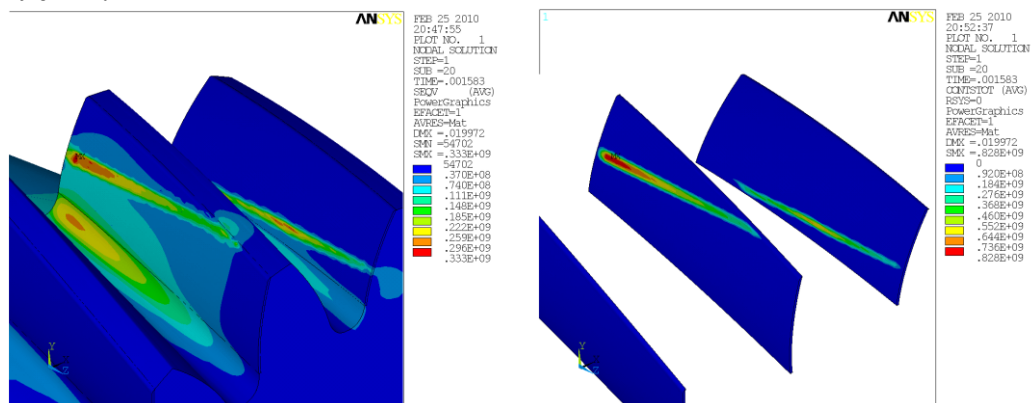 ANSYS
FEB 25 2010
20:47:55
PLOT NO. 1
NODAL SOLUTION
STEP=1
SUB =20
TIME=.001583
SEQV (AVG)
PowerGraphics
EFACET=1
AVRES=Mat
DMX =.019972
SMN =54702
SMX =.333E+09
54702
.370E+08
.740E+08
.111E+09
.148E+09
.185E+09
.222E+09
.259E+09
.296E+09
.333E+09
MX
Y
Z
1
ANSYS
FEB 25 2010
20:52:37
PLOT NO. 1
NODAL SOLUTION
STEP=1
SUB =20
TIME=.001583
CONTSTOT (AVG)
RSYS=0
PowerGraphics
EFACET=1
AVRES=Mat
DMX =.019972
SMX =.828E+09
0
.920E+08
.184E+09
.276E+09
.368E+09
.460E+09
.552E+09
.644E+09
.736E+09
.828E+09
Y
Z